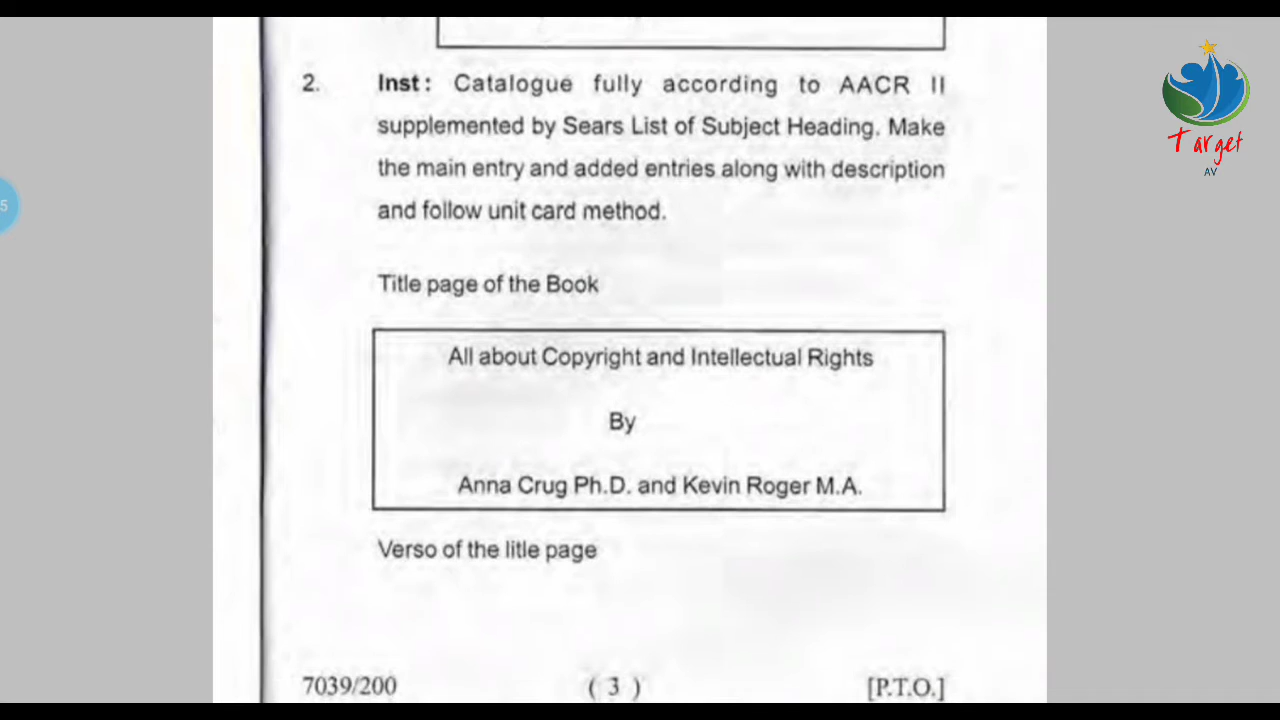 2. Inst : Catalogue fully according to AACR II
supplemented by Sears List of Subject Heading. Make
the main entry and added entries along with description
and follow unit card method.
Title page of the Book
All about Copyright and Intellectual Rights
By
Anna Crug Ph.D. and Kevin Roger M.A.
Verso of the litle page
7039/200 ( 3 ) [P.T.O.]
Target
AV
5